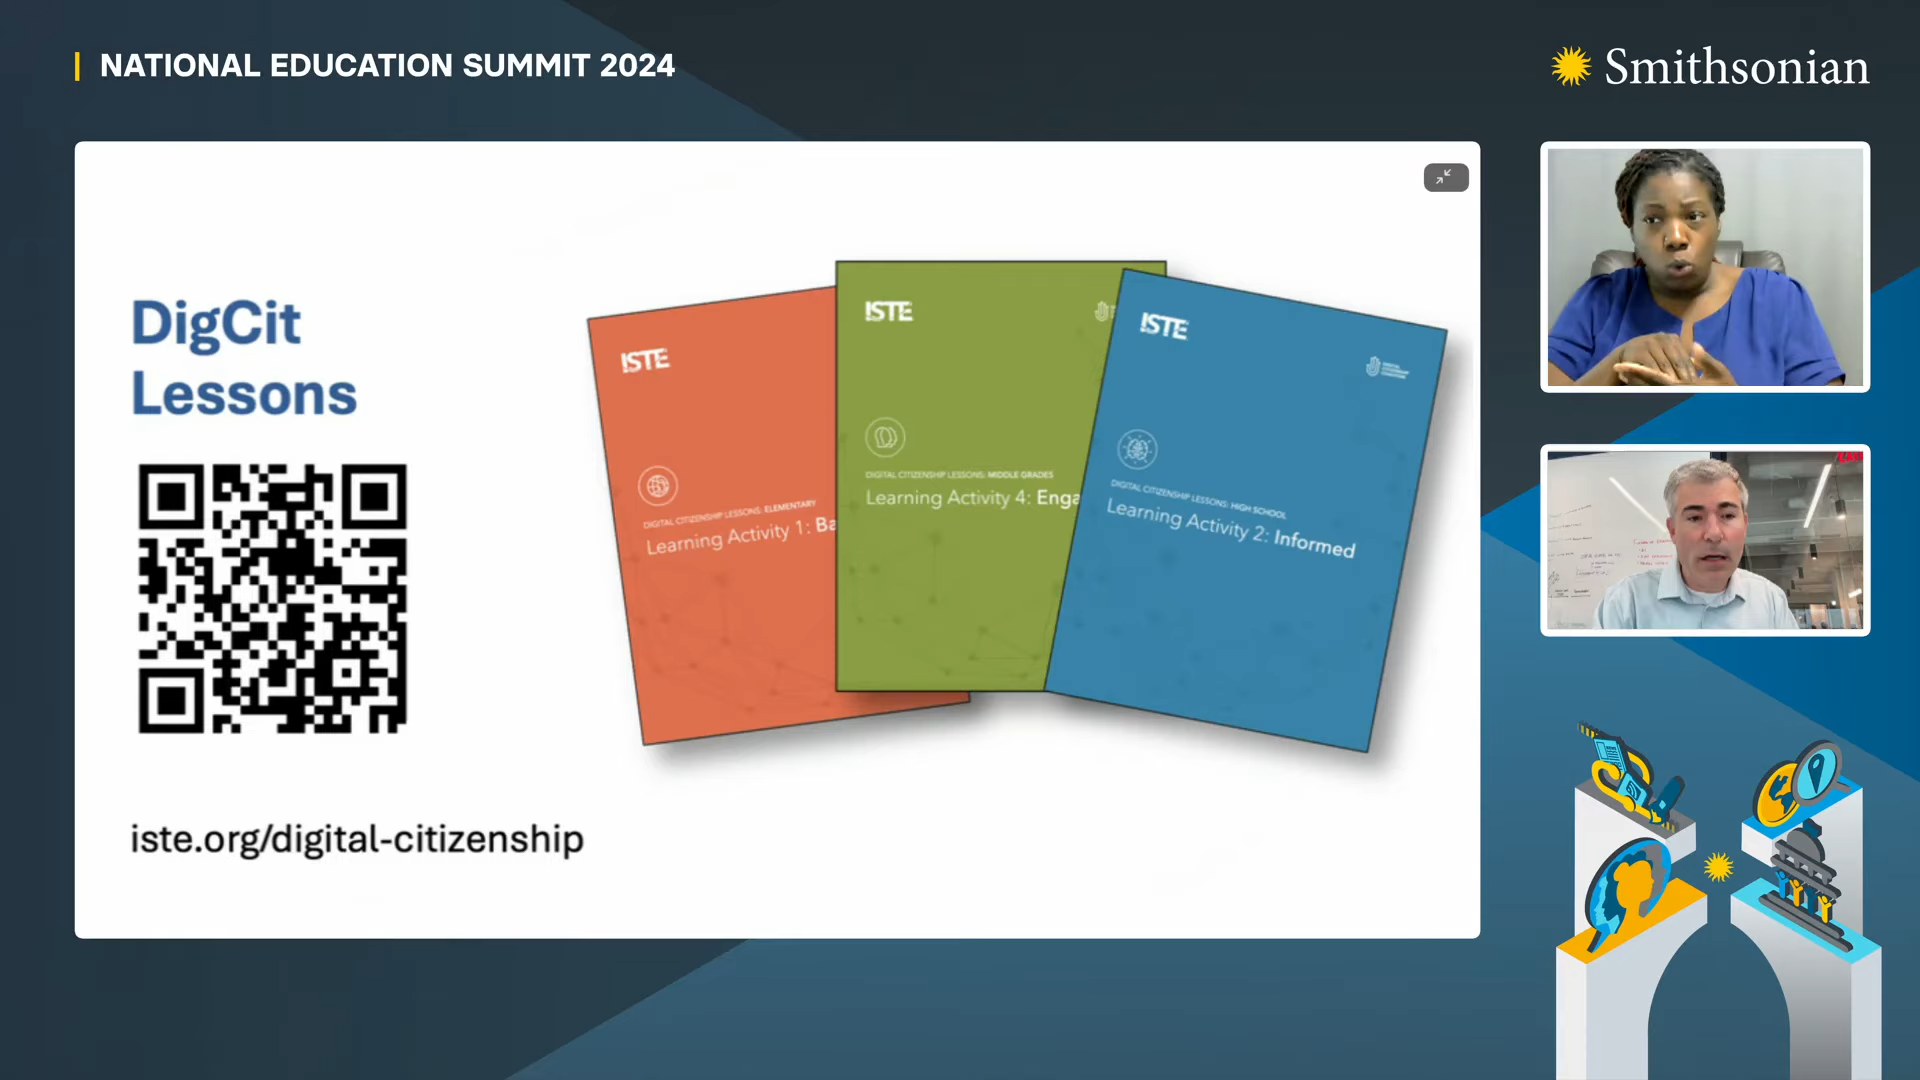 NATIONAL EDUCATION SUMMIT 2024
Smithsonian
DigCit
Lessons
iste.org/digital-citizenship
ISTE
DIGITAL CITIZENSHIP LESSONS: ELEMENTARY
Learning Activity 1: Ba
ISTE
DIGITAL CITIZENSHIP LESSONS: MIDDLE GRADES
Learning Activity 4: Enga
ISTE
DIGITAL CITIZENSHIP LESSONS: HIGH SCHOOL
Learning Activity 2: Informed